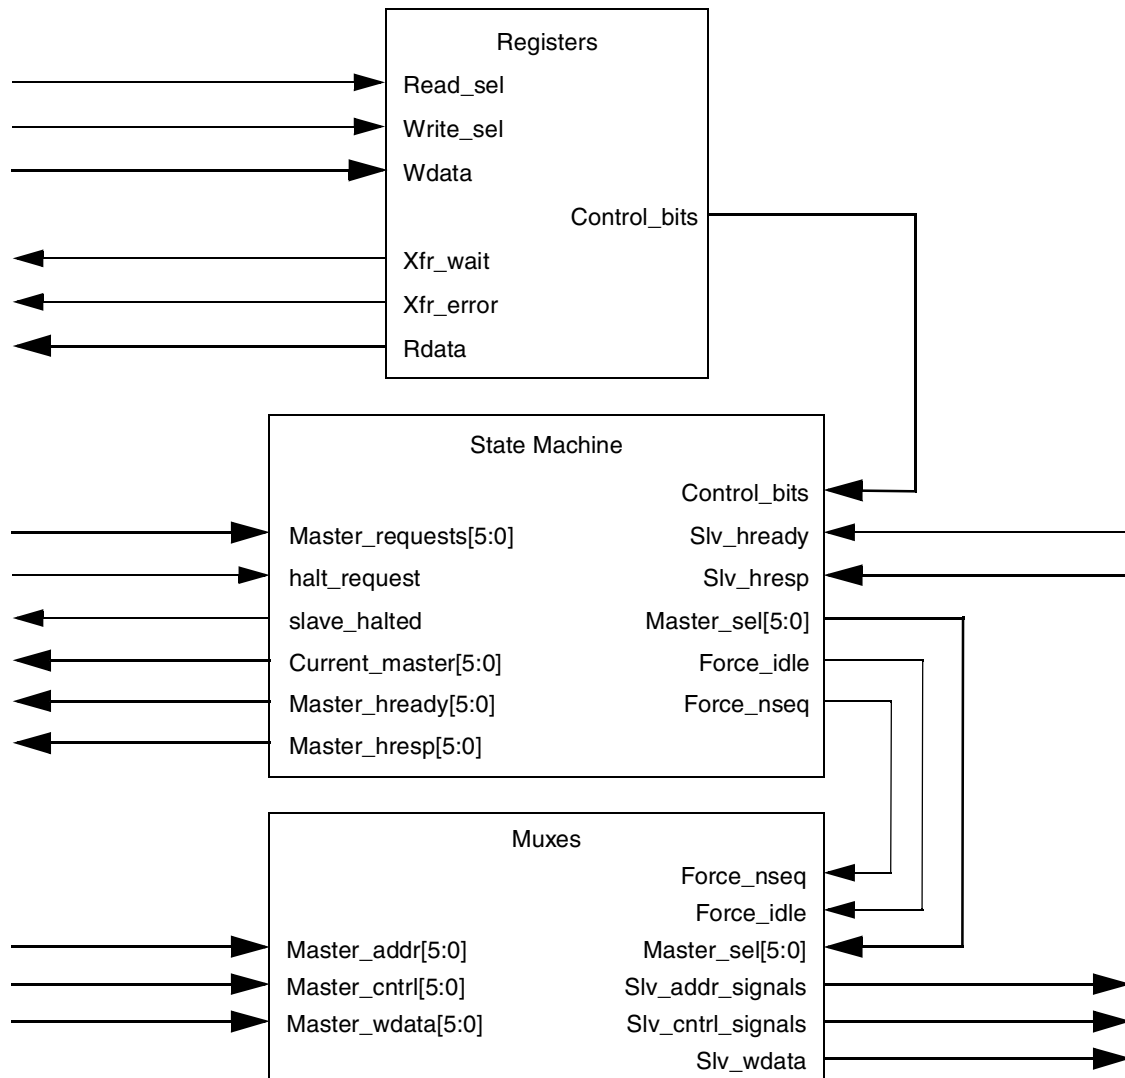 Registers
Read_sel
Write_sel
Wdata
Control_bits
Xfr_wait
Xfr_error
Rdata
State Machine
Control_bits
Master_requests[5:0]
Slv_hready
halt_request
Slv_hresp
slave_halted
Master_sel[5:0]
Current_master[5:0]
Force_idle
Master_hready[5:0]
Force_nseq
Master_hresp[5:0]
Muxes
Force_nseq
Force_idle
Master_addr[5:0]
Master_sel[5:0]
Master_cntrl[5:0]
Slv_addr_signals
Master_wdata[5:0]
Slv_cntrl_signals
Slv_wdata